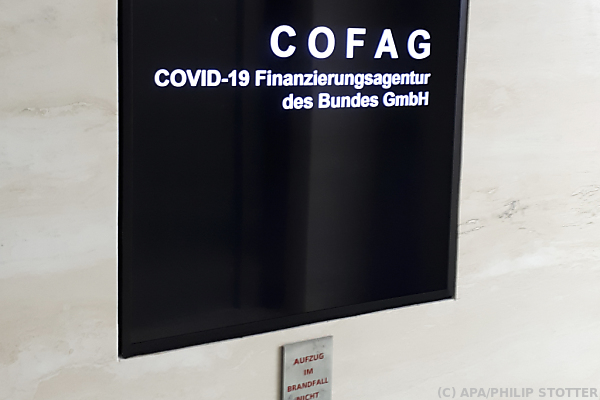 COFAG
COVID-19 Finanzierungsagentur
des Bundes GmbH
AUFZUG
IM
BRANDFALL
NICHT
(C) APA/PHILIP STOTTER